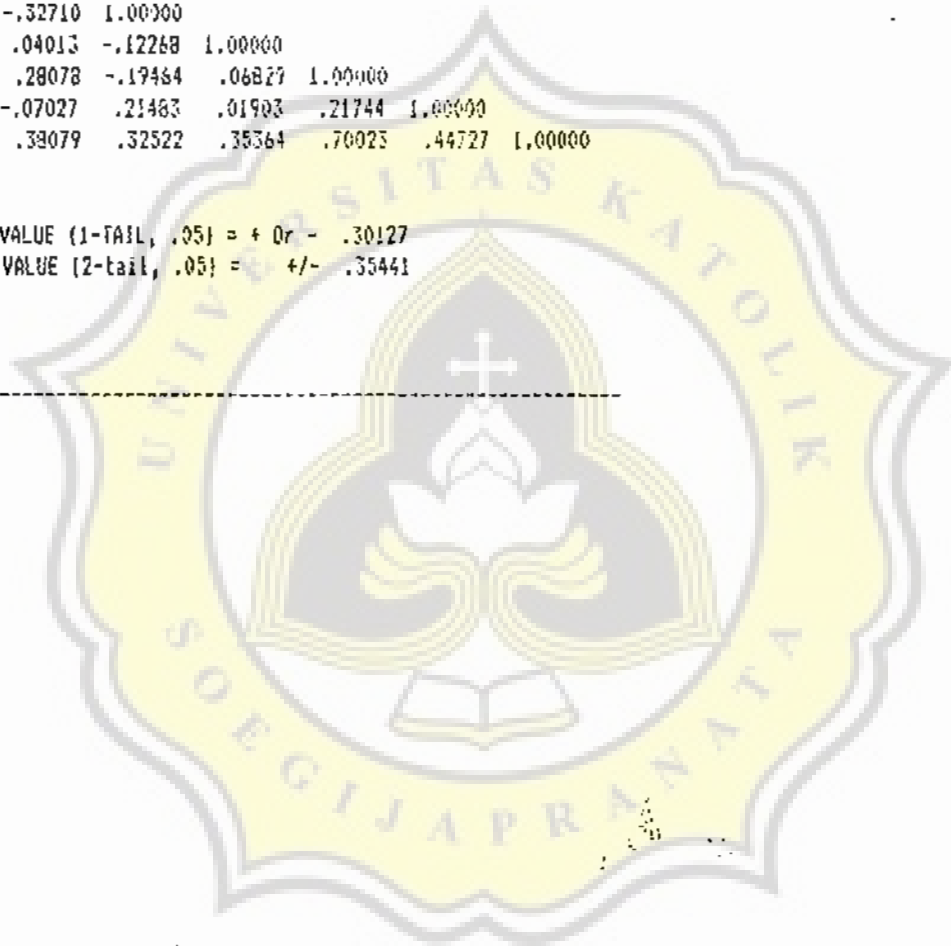 -.32710 1.00000
.04013 -.12268 1.00000
.28078 -.19464 .06829 1.00000
-.07027 .21483 .01903 .21744 1.00000
.38079 .32522 .35364 .70023 .44727 1.00000
VALUE (1-TAIL, .05) = + Or - .30127
VALUE (2-tail, .05) = +/- .35441
UNIVERSITAS KATOLIK
SOEGIJAPRANATA